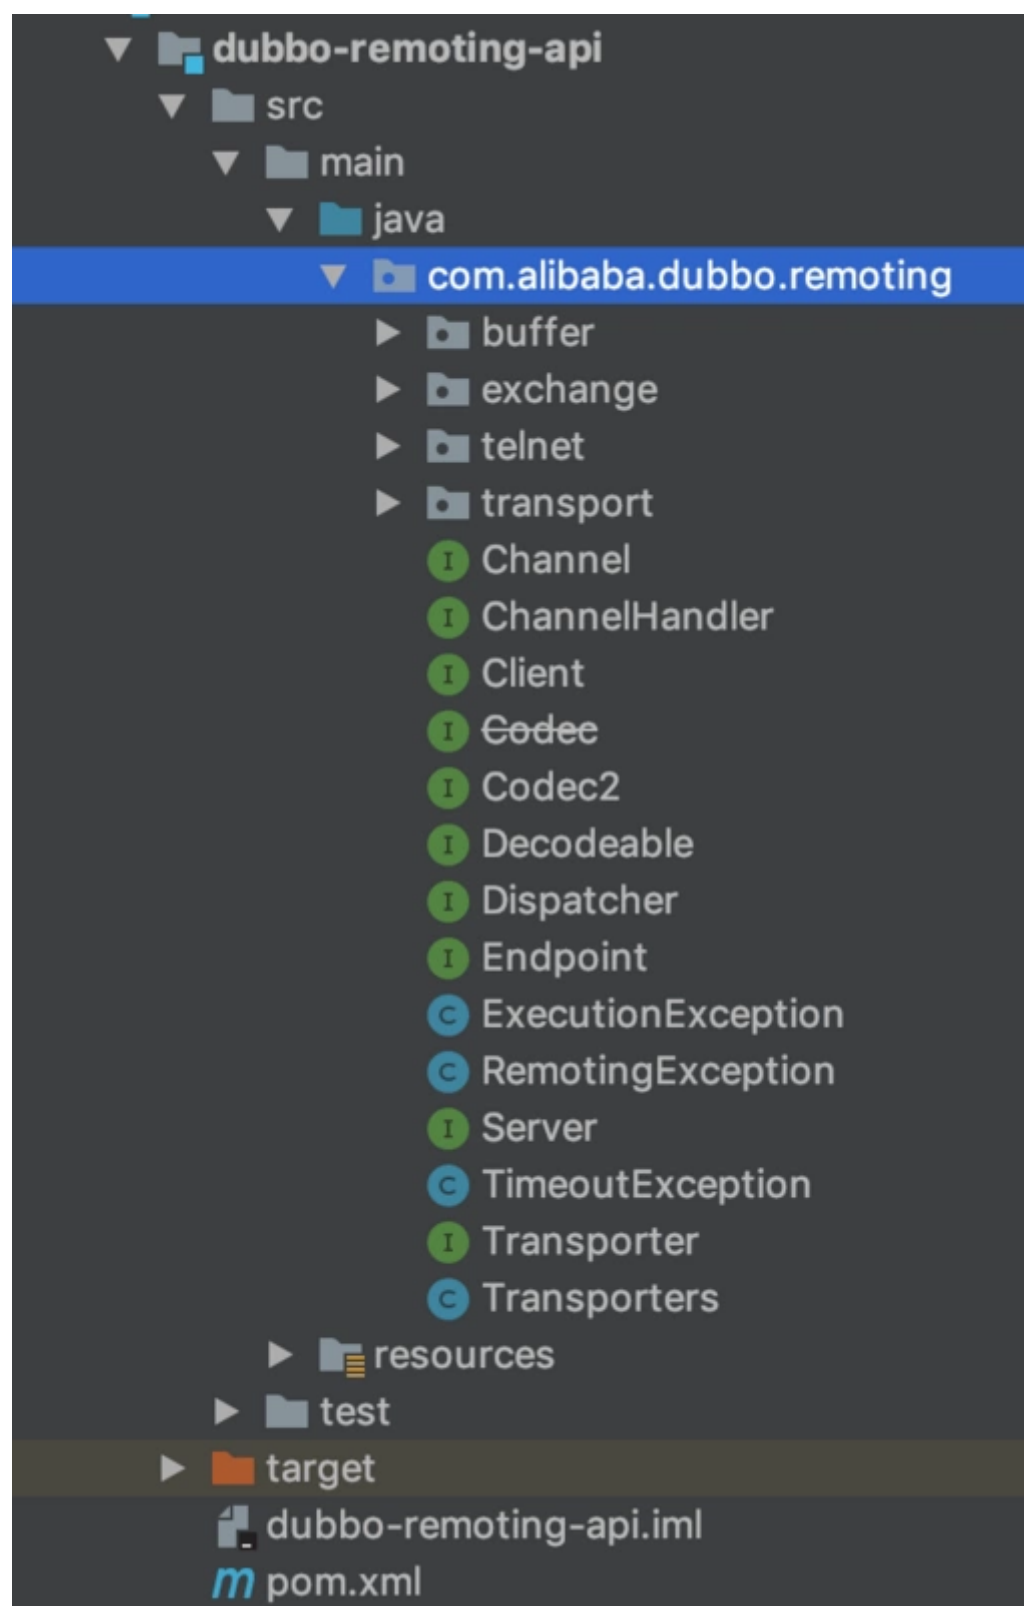 dubbo-remoting-api
src
main
java
com.alibaba.dubbo.remoting
buffer
exchange
telnet
transport
I Channel
I ChannelHandler
I Client
I Codec
I Codec2
I Decodeable
I Dispatcher
I Endpoint
C ExecutionException
C RemotingException
I Server
C TimeoutException
I Transporter
C Transporters
resources
test
target
dubbo-remoting-api.iml
m pom.xml